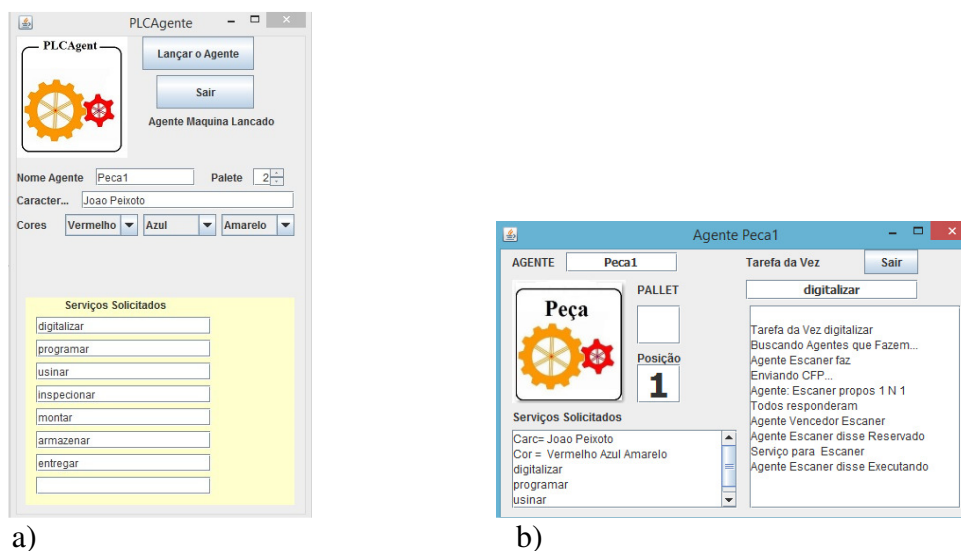 PLCAgente
PLCAgent
Lançar o Agente
Sair
Agente Maquina Lancado
Nome Agente Peca1 Palete 2
Caracter... Joao Peixoto
Cores Vermelho Azul Amarelo
Serviços Solicitados
digitalizar
programar
usinar
inspecionar
montar
armazenar
entregar
a)
Agente Peca1
AGENTE Peca1 Tarefa da Vez Sair
Peça
PALLET
Posição
1
Serviços Solicitados
Carc= Joao Peixoto
Cor = Vermelho Azul Amarelo
digitalizar
programar
usinar
digitalizar
Tarefa da Vez digitalizar
Buscando Agentes que Fazem...
Agente Escaner faz
Enviando CFP...
Agente: Escaner propos 1 N 1
Todos responderam
Agente Vencedor Escaner
Agente Escaner disse Reservado
Serviço para Escaner
Agente Escaner disse Executando
b)